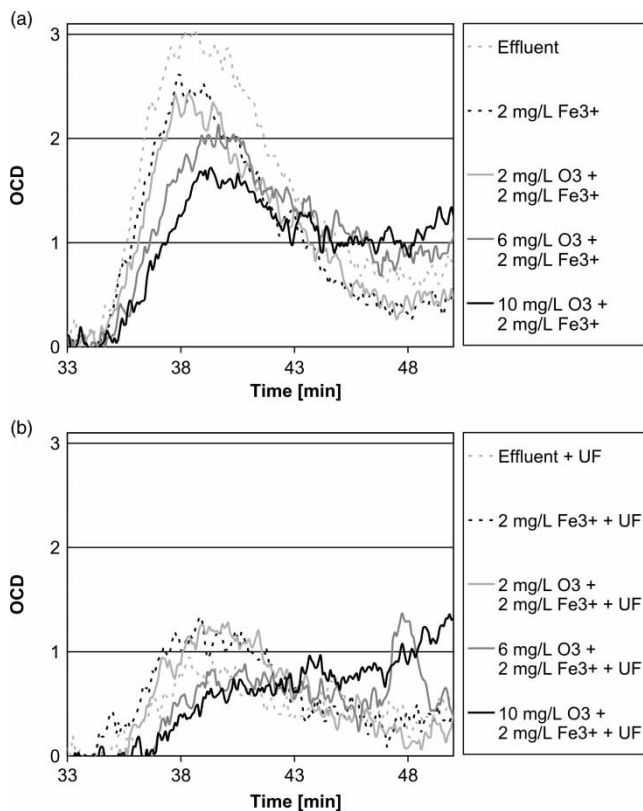 (a)
3
2
1
0
OCD
33
38
43
48
Time [min]
Effluent
2 mg/L Fe3+
2 mg/L O3 +
2 mg/L Fe3+
6 mg/L O3 +
2 mg/L Fe3+
10 mg/L O3 +
2 mg/L Fe3+
(b)
3
2
1
0
OCD
33
38
43
48
Time [min]
Effluent + UF
2 mg/L Fe3+ + UF
2 mg/L O3 +
2 mg/L Fe3+ + UF
6 mg/L O3 +
2 mg/L Fe3+ + UF
10 mg/L O3 +
2 mg/L Fe3+ + UF